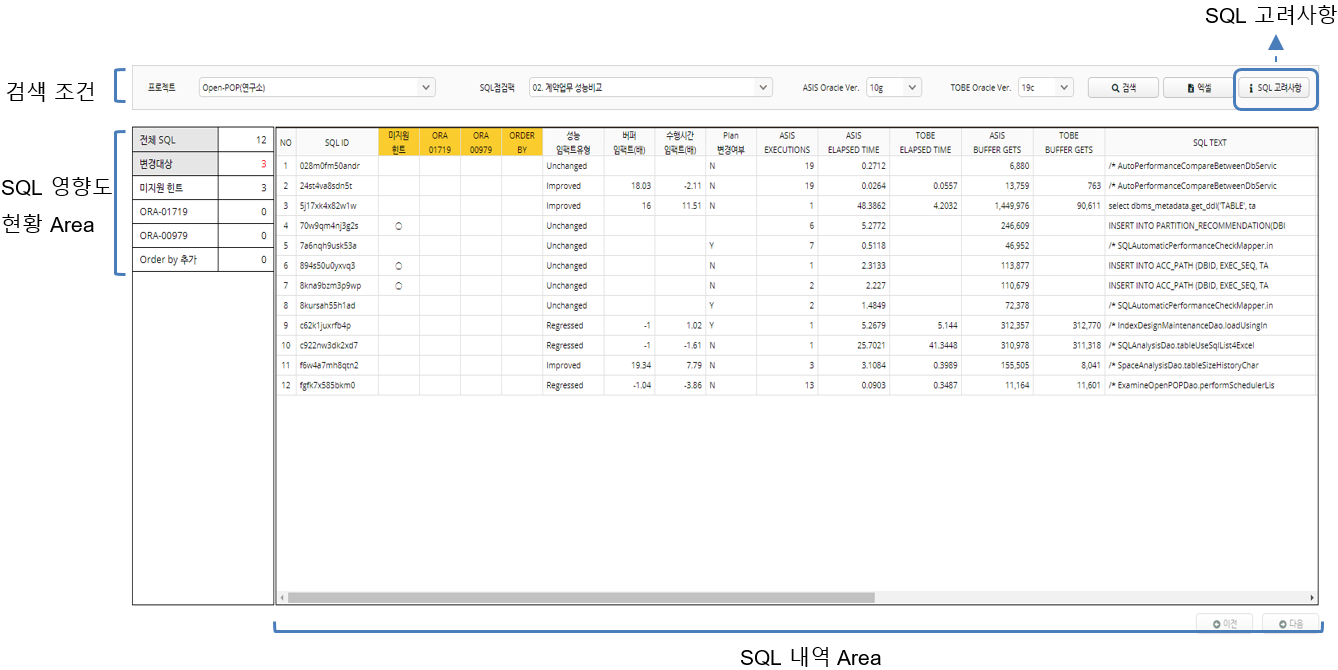 SQL 고려사항
검색 조건
프로젝트 Open-POP(연구소) SQL점검팩 02. 계약업무 성능비교 ASIS Oracle Ver. 10g TOBE Oracle Ver. 19c 검색 엑셀 SQL 고려사항
SQL 영향도
현황 Area
전체 SQL 12
변경대상 3
미지원 힌트 3
ORA-01719 0
ORA-00979 0
Order by 추가 0
NO SQL ID 미지원 힌트 ORA 01719 ORA 00979 ORDER BY 성능 임팩트유형 버퍼 임팩트(배) 수행시간 임팩트(배) Plan 변경여부 ASIS EXECUTIONS ASIS ELAPSED TIME TOBE ELAPSED TIME ASIS BUFFER GETS TOBE BUFFER GETS SQL TEXT
1 028m0fm50andr Unchanged N 19 0.2712 6,880 /* AutoPerformanceCompareBetweenDbServic
2 24st4va8sdn5t Improved 18.03 -2.11 N 19 0.0264 0.0557 13,759 763 /* AutoPerformanceCompareBetweenDbServic
3 5j17xk4x82w1w Improved 16 11.51 N 1 48.3862 4.2032 1,449,976 90,611 select dbms_metadata.get_ddl('TABLE', ta
4 70w9qm4nj3g2s ○ Unchanged 6 5.2772 246,609 INSERT INTO PARTITION_RECOMMENDATION(DBI
5 7a6nqh9usk53a Unchanged Y 7 0.5118 46,952 /* SQLAutomaticPerformanceCheckMapper.in
6 894s50u0yxvq3 ○ Unchanged N 1 2.3133 113,877 INSERT INTO ACC_PATH (DBID, EXEC_SEQ, TA
7 8kna9bzm3p9wp ○ Unchanged N 2 2.227 110,679 INSERT INTO ACC_PATH (DBID, EXEC_SEQ, TA
8 8kursah55h1ad Unchanged Y 2 1.4849 72,378 /* SQLAutomaticPerformanceCheckMapper.in
9 c62k1juxrfb4p Regressed -1 1.02 Y 1 5.2679 5.144 312,357 312,770 /* IndexDesignMaintenanceDao.loadUsingIn
10 c922nw3dk2xd7 Regressed -1 -1.61 N 1 25.7021 41.3448 310,978 311,318 /* SQLAnalysisDao.tableUseSqlList4Excel
11 f6w4a7mh8qtn2 Improved 19.34 7.79 N 3 3.1084 0.3989 155,505 8,041 /* SpaceAnalysisDao.tableSizeHistoryChar
12 fgfk7x585bkm0 Regressed -1.04 -3.86 N 13 0.0903 0.3487 11,164 11,601 /* ExamineOpenPOPDao.performSchedulerLis
이전 다음
SQL 내역 Area